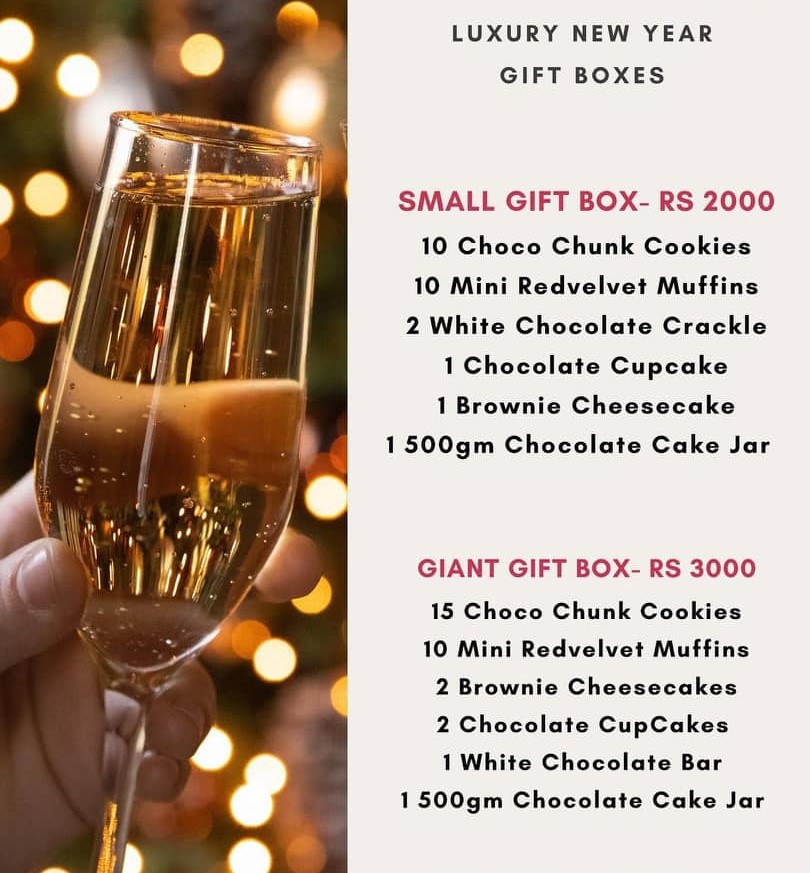 LUXURY NEW YEAR
GIFT BOXES
SMALL GIFT BOX- RS 2000
10 Choco Chunk Cookies
10 Mini Redvelvet Muffins
2 White Chocolate Crackle
1 Chocolate Cupcake
1 Brownie Cheesecake
1 500gm Chocolate Cake Jar
GIANT GIFT BOX- RS 3000
15 Choco Chunk Cookies
10 Mini Redvelvet Muffins
2 Brownie Cheesecakes
2 Chocolate CupCakes
1 White Chocolate Bar
1 500gm Chocolate Cake Jar